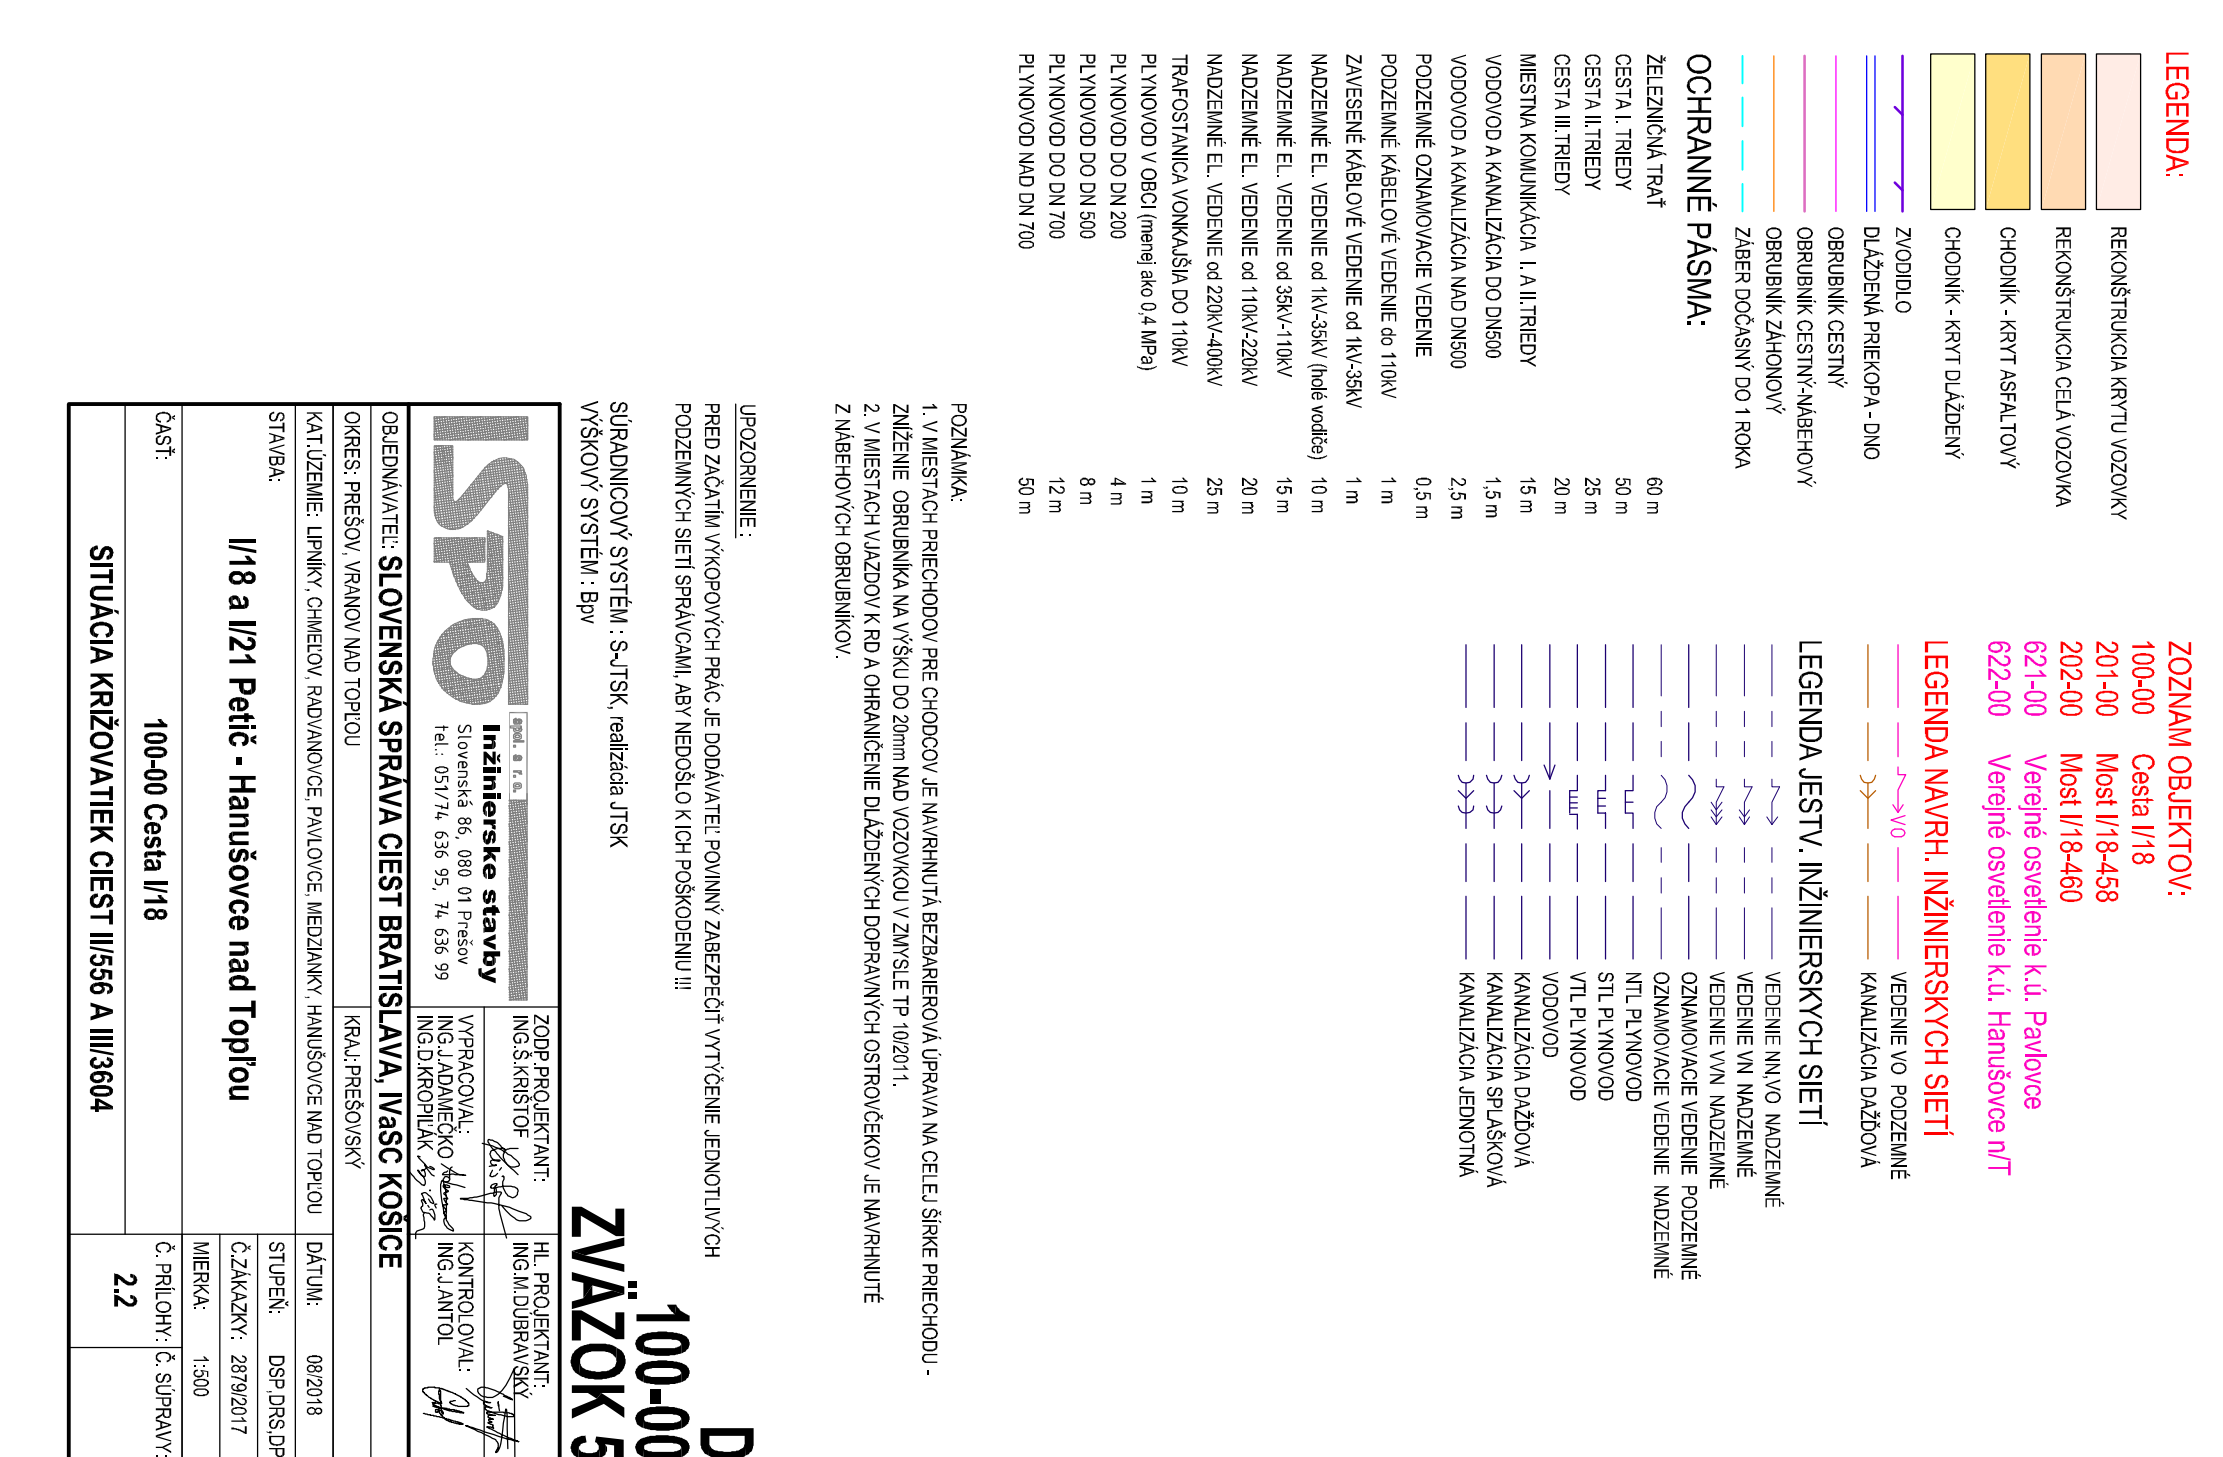 LEGENDA:
REKONŠTRUKCIA KRYTU VOZOVKY
REKONŠTRUKCIA CELÁ VOZOVKA
CHODNÍK - KRYT ASFALTOVÝ
CHODNÍK - KRYT DLÁŽDENÝ
ZVODIDLO
DLÁŽDENÁ PRIEKOPA - DNO
OBRUBNÍK CESTNÝ
OBRUBNÍK CESTNÝ-NÁBEHOVÝ
OBRUBNÍK ZÁHONOVÝ
ZÁBER DOČASNÝ DO 1 ROKA
OCHRANNÉ PÁSMA:
ŽELEZNIČNÁ TRAŤ 60 m
CESTA I. TRIEDY 50 m
CESTA II.TRIEDY 25 m
CESTA III.TRIEDY 20 m
MIESTNA KOMUNIKÁCIA I. A II.TRIEDY 15 m
VODOVOD A KANALIZÁCIA DO DN500 1,5 m
VODOVOD A KANALIZÁCIA NAD DN500 2,5 m
PODZEMNÉ OZNAMOVACIE VEDENIE 0,5 m
PODZEMNÉ KÁBELOVÉ VEDENIE do 110kV 1 m
ZAVESENÉ KÁBLOVÉ VEDENIE od 1kV-35kV 1 m
NADZEMNÉ EL. VEDENIE od 1kV-35kV (holé vodiče) 10 m
NADZEMNÉ EL. VEDENIE od 35kV-110kV 15 m
NADZEMNÉ EL. VEDENIE od 110kV-220kV 20 m
NADZEMNÉ EL. VEDENIE od 220kV-400kV 25 m
TRAFOSTANICA VONKAJŠIA DO 110kV 10 m
PLYNOVOD V OBCI (menej ako 0,4 MPa) 1 m
PLYNOVOD DO DN 200 4 m
PLYNOVOD DO DN 500 8 m
PLYNOVOD DO DN 700 12 m
PLYNOVOD NAD DN 700 50 m
ZOZNAM OBJEKTOV:
100-00 Cesta I/18
201-00 Most I/18-458
202-00 Most I/18-460
621-00 Verejné osvetlenie k.ú. Pavlovce
622-00 Verejné osvetlenie k.ú. Hanušovce n/T
LEGENDA NAVRH. INŽINIERSKYCH SIETÍ
VO VEDENIE VO PODZEMNÉ
KANALIZÁCIA DAŽĎOVÁ
LEGENDA JESTV. INŽINIERSKYCH SIETÍ
VEDENIE NN,VO NADZEMNÉ
VEDENIE VN NADZEMNÉ
VEDENIE VVN NADZEMNÉ
OZNAMOVACIE VEDENIE PODZEMNÉ
OZNAMOVACIE VEDENIE NADZEMNÉ
NTL PLYNOVOD
STL PLYNOVOD
VTL PLYNOVOD
VODOVOD
KANALIZÁCIA DAŽĎOVÁ
KANALIZÁCIA SPLAŠKOVÁ
KANALIZÁCIA JEDNOTNÁ
POZNÁMKA:
1. V MIESTACH PRIECHODOV PRE CHODCOV JE NAVRHNUTÁ BEZBARIEROVÁ ÚPRAVA NA CELEJ ŠÍRKE PRIECHODU -
ZNÍŽENIE OBRUBNÍKA NA VÝŠKU DO 20mm NAD VOZOVKOU V ZMYSLE TP 10/2011.
2. V MIESTACH VJAZDOV K RD A OHRANIČENIE DLÁŽDENÝCH DOPRAVNÝCH OSTROVČEKOV JE NAVRHNUTÉ
Z NÁBEHOVÝCH OBRUBNÍKOV.
UPOZORNENIE :
PRED ZAČATÍM VÝKOPOVÝCH PRÁC JE DODÁVATEĽ POVINNÝ ZABEZPEČIŤ VYTÝČENIE JEDNOTLIVÝCH
PODZEMNÝCH SIETÍ SPRÁVCAMI, ABY NEDOŠLO K ICH POŠKODENIU !!!
SÚRADNICOVÝ SYSTÉM : S-JTSK, realizácia JTSK
VÝŠKOVÝ SYSTÉM : Bpv
D
100-00
ZVÄZOK 5
ISPO
spol. s r. o.
Inžinierske stavby
Slovenská 86, 080 01 Prešov
tel.: 051/74 636 95, 74 636 99
ZODP.PROJEKTANT:
ING.Š.KRIŠTOF
VYPRACOVAL:
ING.J.ADAMEČKO
ING.D.KROPIĽÁK
HL. PROJEKTANT:
ING.M.DÚBRAVSKÝ
KONTROLOVAL:
ING.J.ANTOL
OBJEDNÁVATEĽ: SLOVENSKÁ SPRÁVA CIEST BRATISLAVA, IVaSC KOŠICE
OKRES: PREŠOV, VRANOV NAD TOPĽOU
KRAJ:PREŠOVSKÝ
KAT.ÚZEMIE: LIPNÍKY, CHMEĽOV, RADVANOVCE, PAVLOVCE, MEDZIANKY, HANUŠOVCE NAD TOPĽOU
DÁTUM: 08/2018
STAVBA:
I/18 a I/21 Petič - Hanušovce nad Topľou
STUPEŇ: DSP,DRS,DP
Č.ZÁKAZKY: 2879/2017
MIERKA: 1:500
ČASŤ:
100-00 Cesta I/18
SITUÁCIA KRIŽOVATIEK CIEST II/556 A III/3604
Č. PRÍLOHY:
2.2
Č. SÚPRAVY: